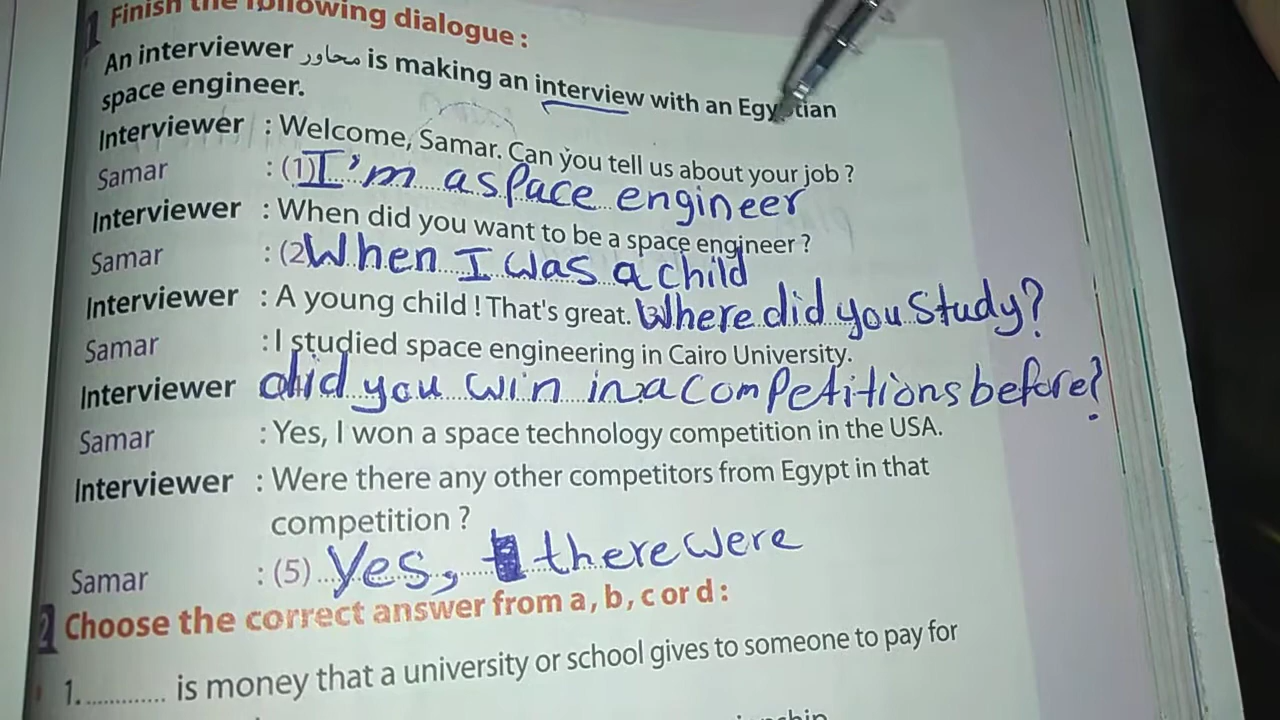 1 Finish the following dialogue :
An interviewer محاور is making an interview with an Egyptian
space engineer.
Interviewer : Welcome, Samar. Can you tell us about your job ?
Samar : (1) I'm a space engineer
Interviewer : When did you want to be a space engineer ?
Samar : (2 When I was a child
Interviewer : A young child ! That's great. Where did you study?
Samar : I studied space engineering in Cairo University.
Interviewer did you win in a competitions before?
Samar : Yes, I won a space technology competition in the USA.
Interviewer : Were there any other competitors from Egypt in that
competition ?
Samar : (5) Yes, there were
2 Choose the correct answer from a , b , c or d :
1. ............ is money that a university or school gives to someone to pay for